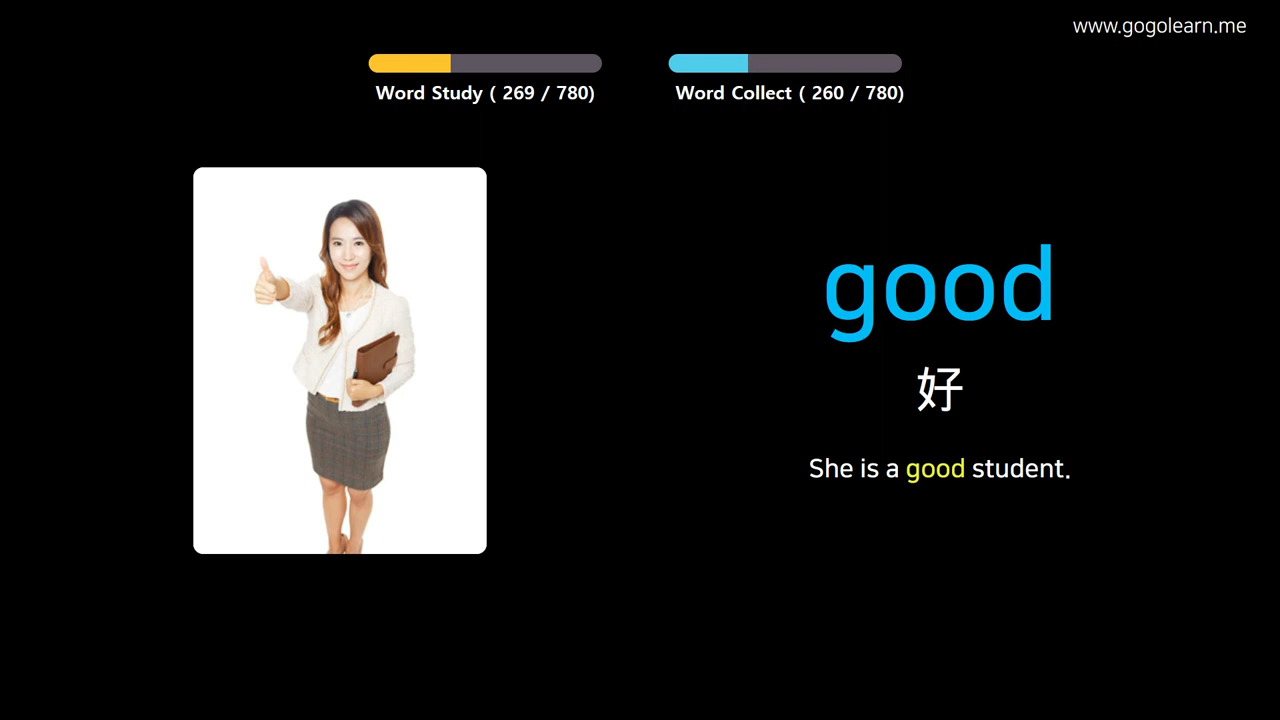 www.gogolearn.me
Word Study ( 269 / 780)
Word Collect ( 260 / 780)
good
好
She is a good student.